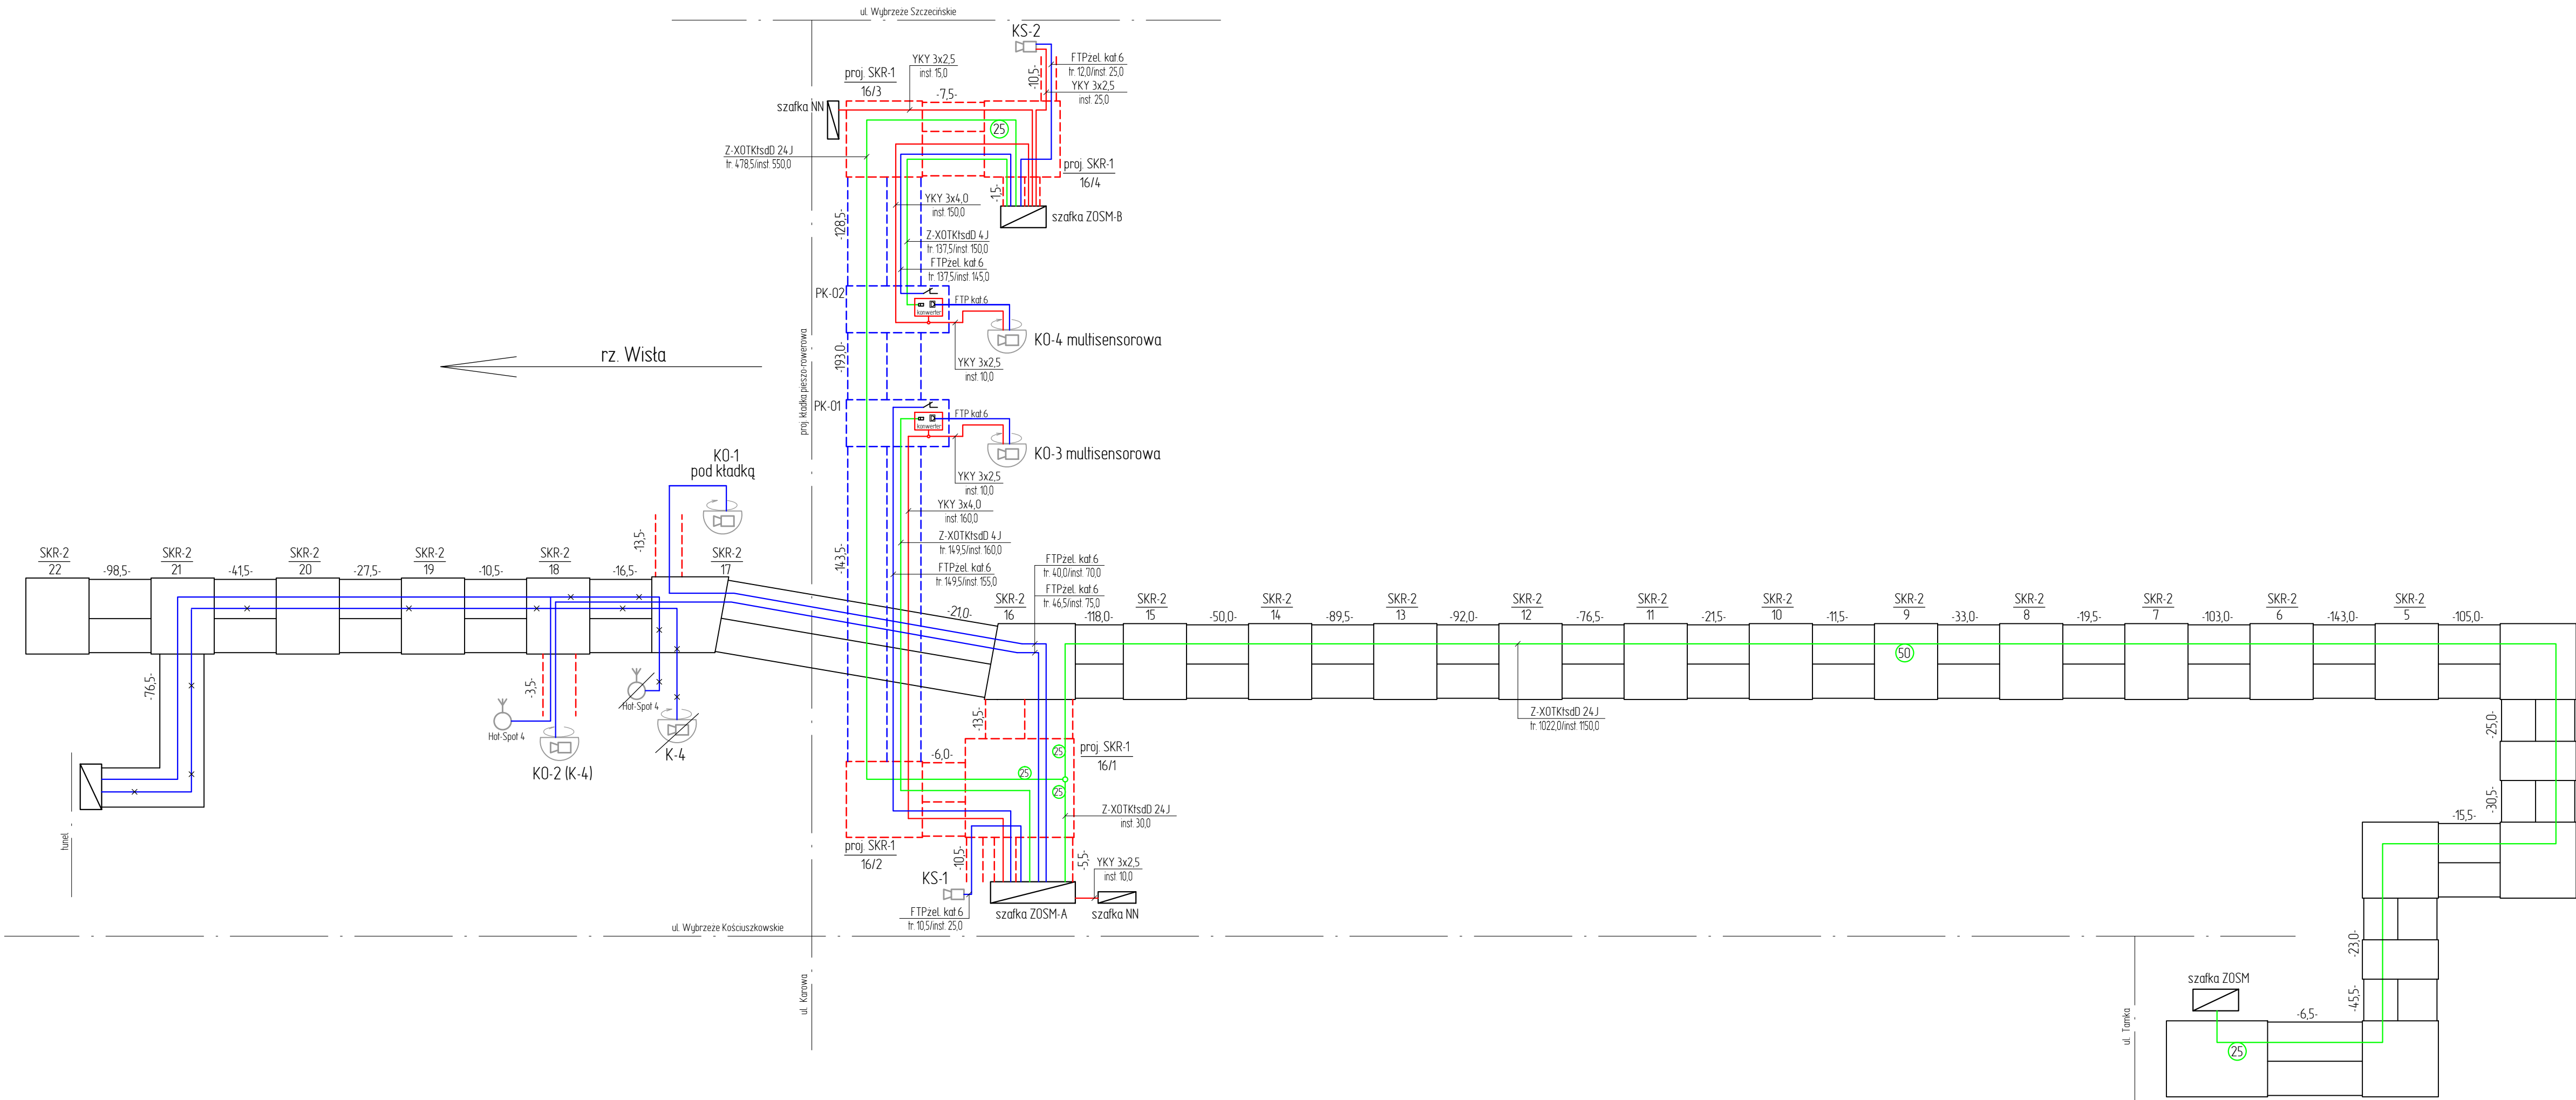 ul. Wybrzeże Szczecińskie
KS-2
YKY 3x2,5
inst. 15,0
FTPżel. kat.6
tr. 12,0/inst. 25,0
YKY 3x2,5
inst. 25,0
-10,5-
proj. SKR-1
16/3
-7,5-
szafka NN
25
Z-XOTKtsdD 24J
tr. 478,5/inst. 550,0
proj. SKR-1
16/4
-1,5-
szafka ZOSM-B
YKY 3x4,0
inst. 150,0
-128,5-
Z-XOTKtsdD 4J
tr. 137,5/inst. 150,0
FTPżel. kat.6
tr. 137,5/inst. 145,0
PK-02
FTP kat.6
konwerter
KO-4 multisensorowa
YKY 3x2,5
inst. 10,0
rz. Wisła
proj. kładka pieszo-rowerowa
-193,0-
PK-01
FTP kat.6
konwerter
KO-3 multisensorowa
YKY 3x2,5
inst. 10,0
YKY 3x4,0
inst. 160,0
Z-XOTKtsdD 4J
tr. 149,5/inst. 160,0
FTPżel. kat.6
tr. 149,5/inst. 155,0
-143,5-
KO-1
pod kładką
-13,5-
SKR-2
22
-98,5-
SKR-2
21
-41,5-
SKR-2
20
-27,5-
SKR-2
19
-10,5-
SKR-2
18
-16,5-
SKR-2
17
-21,0-
FTPżel. kat.6
tr. 40,0/inst. 70,0
FTPżel. kat.6
tr. 46,5/inst. 75,0
SKR-2
16
-118,0-
SKR-2
15
-50,0-
SKR-2
14
-89,5-
SKR-2
13
-92,0-
SKR-2
12
-76,5-
SKR-2
11
-21,5-
SKR-2
10
-11,5-
SKR-2
9
-33,0-
SKR-2
8
-19,5-
SKR-2
7
-103,0-
SKR-2
6
-143,0-
SKR-2
5
-105,0-
50
-76,5-
-3,5-
Hot-Spot 4
Hot-Spot 4
KO-2 (K-4)
K-4
tunel
Z-XOTKtsdD 24J
tr. 1022,0/inst. 1150,0
-13,5-
-6,0-
25
25
25
proj. SKR-1
16/1
Z-XOTKtsdD 24J
inst. 30,0
proj. SKR-1
16/2
-10,5-
-5,5-
YKY 3x2,5
inst. 10,0
KS-1
FTPżel. kat.6
tr. 10,5/inst. 25,0
szafka ZOSM-A
szafka NN
ul. Wybrzeże Kościuszkowskie
ul. Karowa
-25,0-
-30,5-
-15,5-
-23,0-
-45,5-
szafka ZOSM
-6,5-
25
ul. Tamka